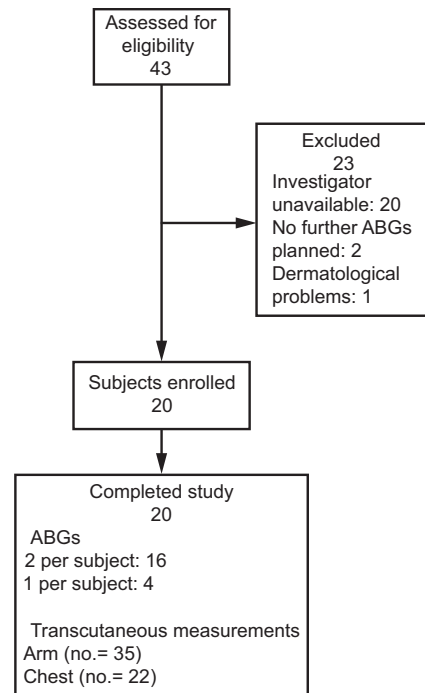 Assessed for
eligibility
43
Excluded
23
Investigator
unavailable: 20
No further ABGs
planned: 2
Dermatological
problems: 1
Subjects enrolled
20
Completed study
20
ABGs
2 per subject: 16
1 per subject: 4
Transcutaneous measurements
Arm (no.= 35)
Chest (no.= 22)